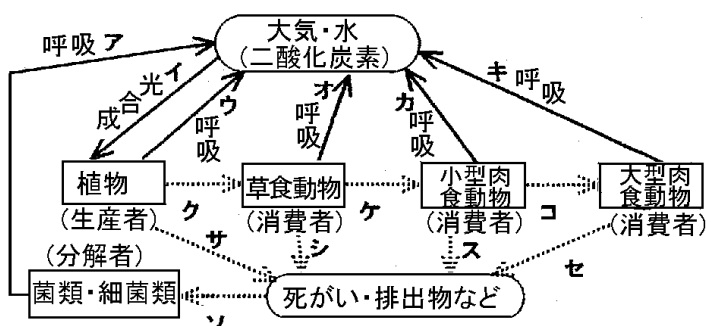 大気・水
(二酸化炭素)
呼吸ア
イ
光合成
ウ
呼吸
オ
呼吸
カ
呼吸
キ呼吸
植物
(生産者)
ク
草食動物
(消費者)
ケ
小型肉
食動物
(消費者)
コ
大型肉
食動物
(消費者)
サ
シ
ス
セ
(分解者)
菌類・細菌類
ソ
死がい・排出物など